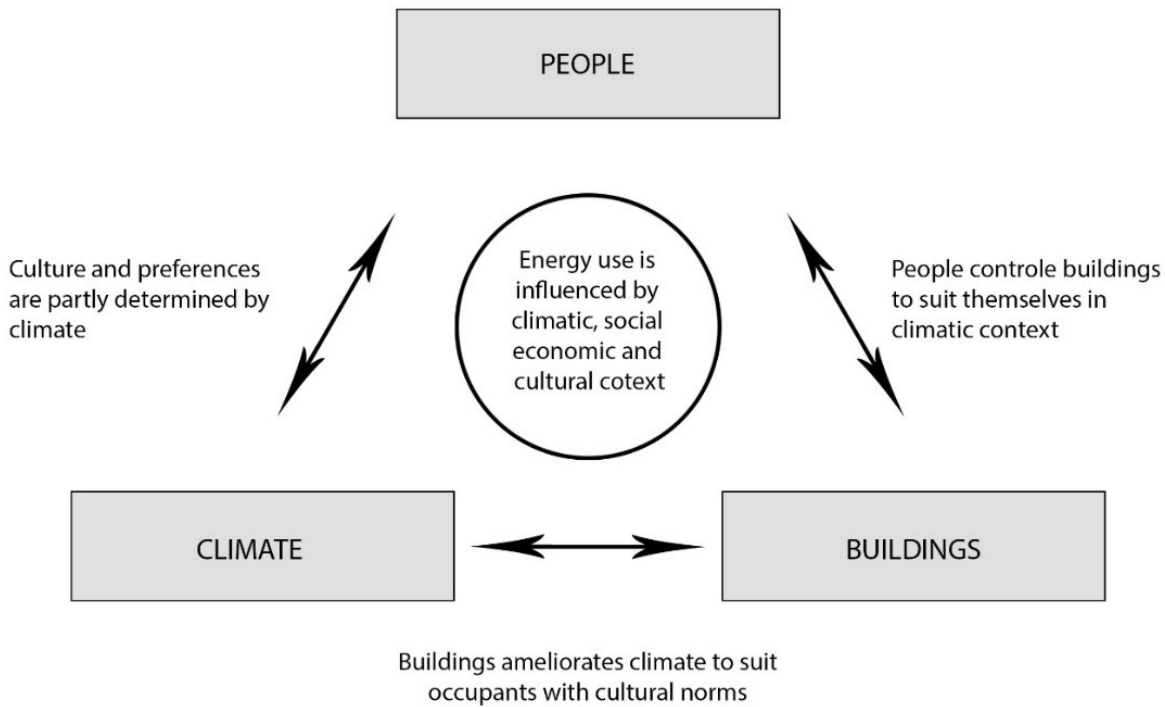 PEOPLE
Culture and preferences
are partly determined by
climate
Energy use is
influenced by
climatic, social
economic and
cultural cotext
People controle buildings
to suit themselves in
climatic context
CLIMATE
BUILDINGS
Buildings ameliorates climate to suit
occupants with cultural norms